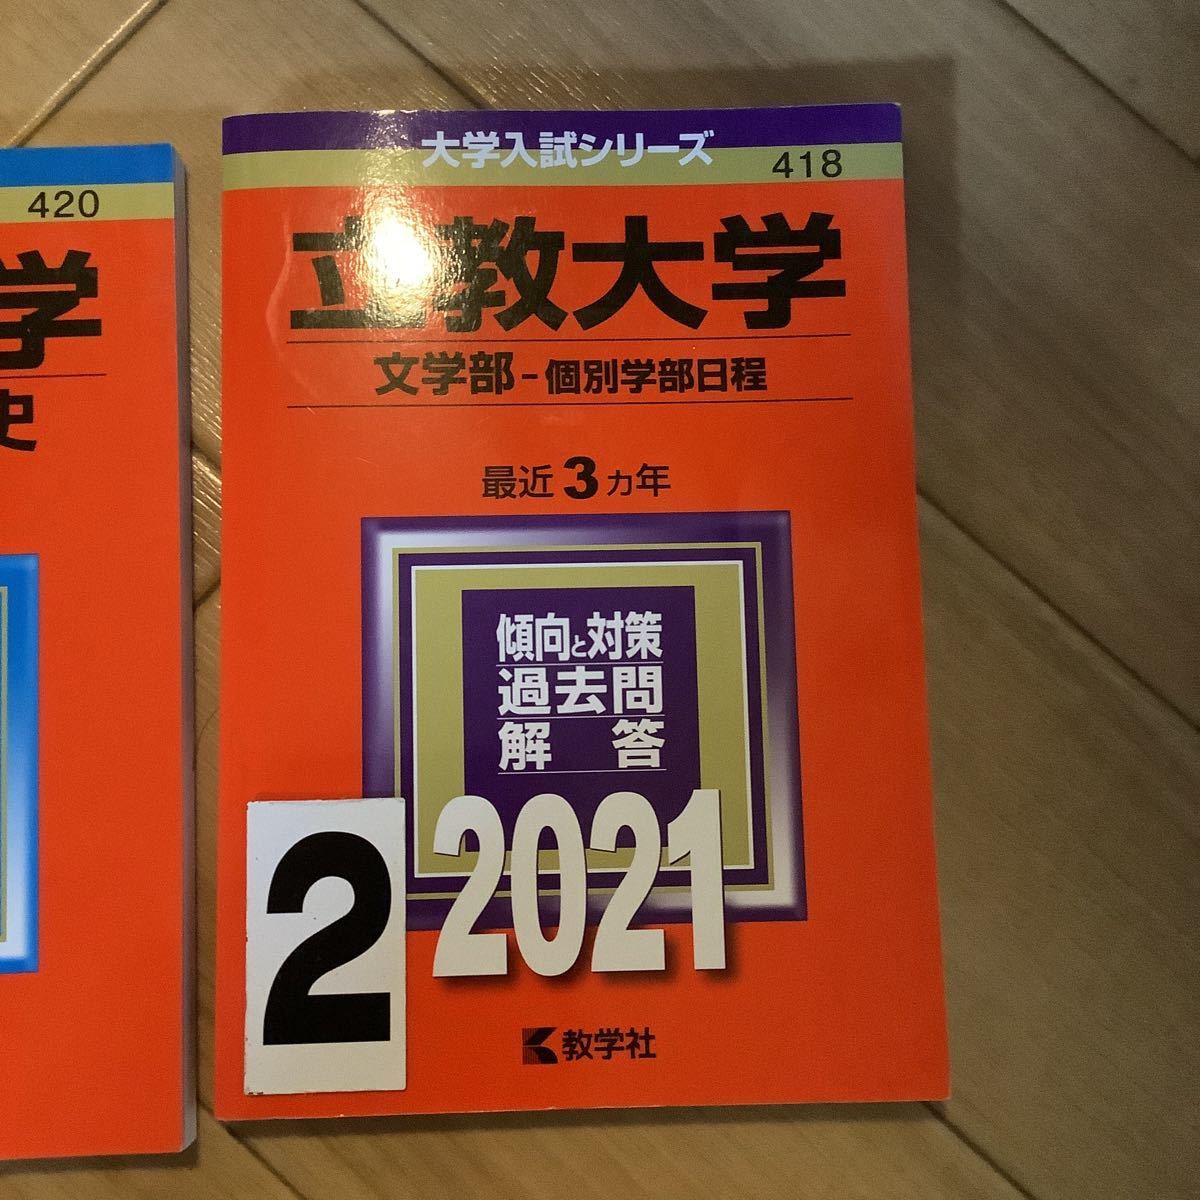 420
学
史
大学入試シリーズ
418
立教大学
文学部-個別学部日程
最近3カ年
傾向と対策
過去問
解答
2
2021
教学社